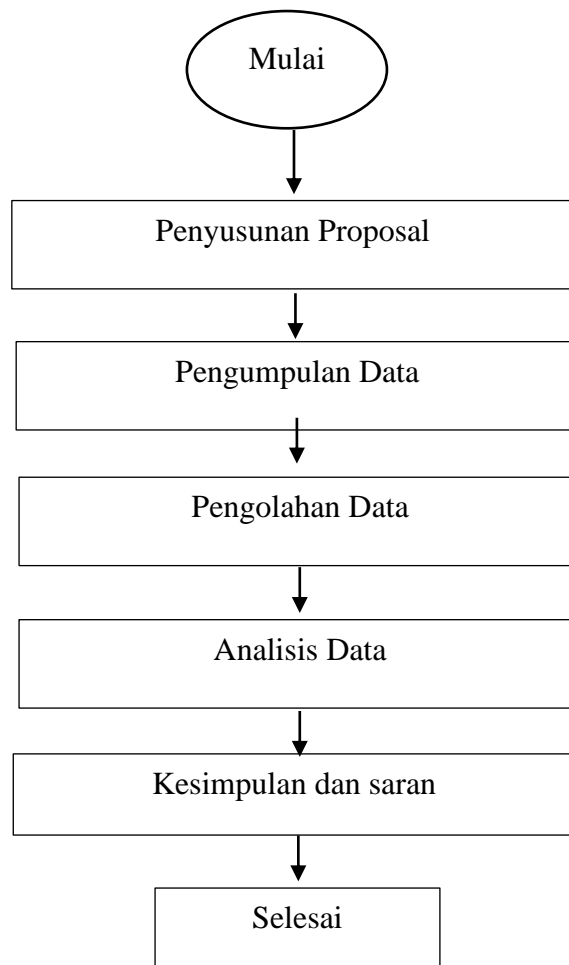 Mulai
Penyusunan Proposal
Pengumpulan Data
Pengolahan Data
Analisis Data
Kesimpulan dan saran
Selesai